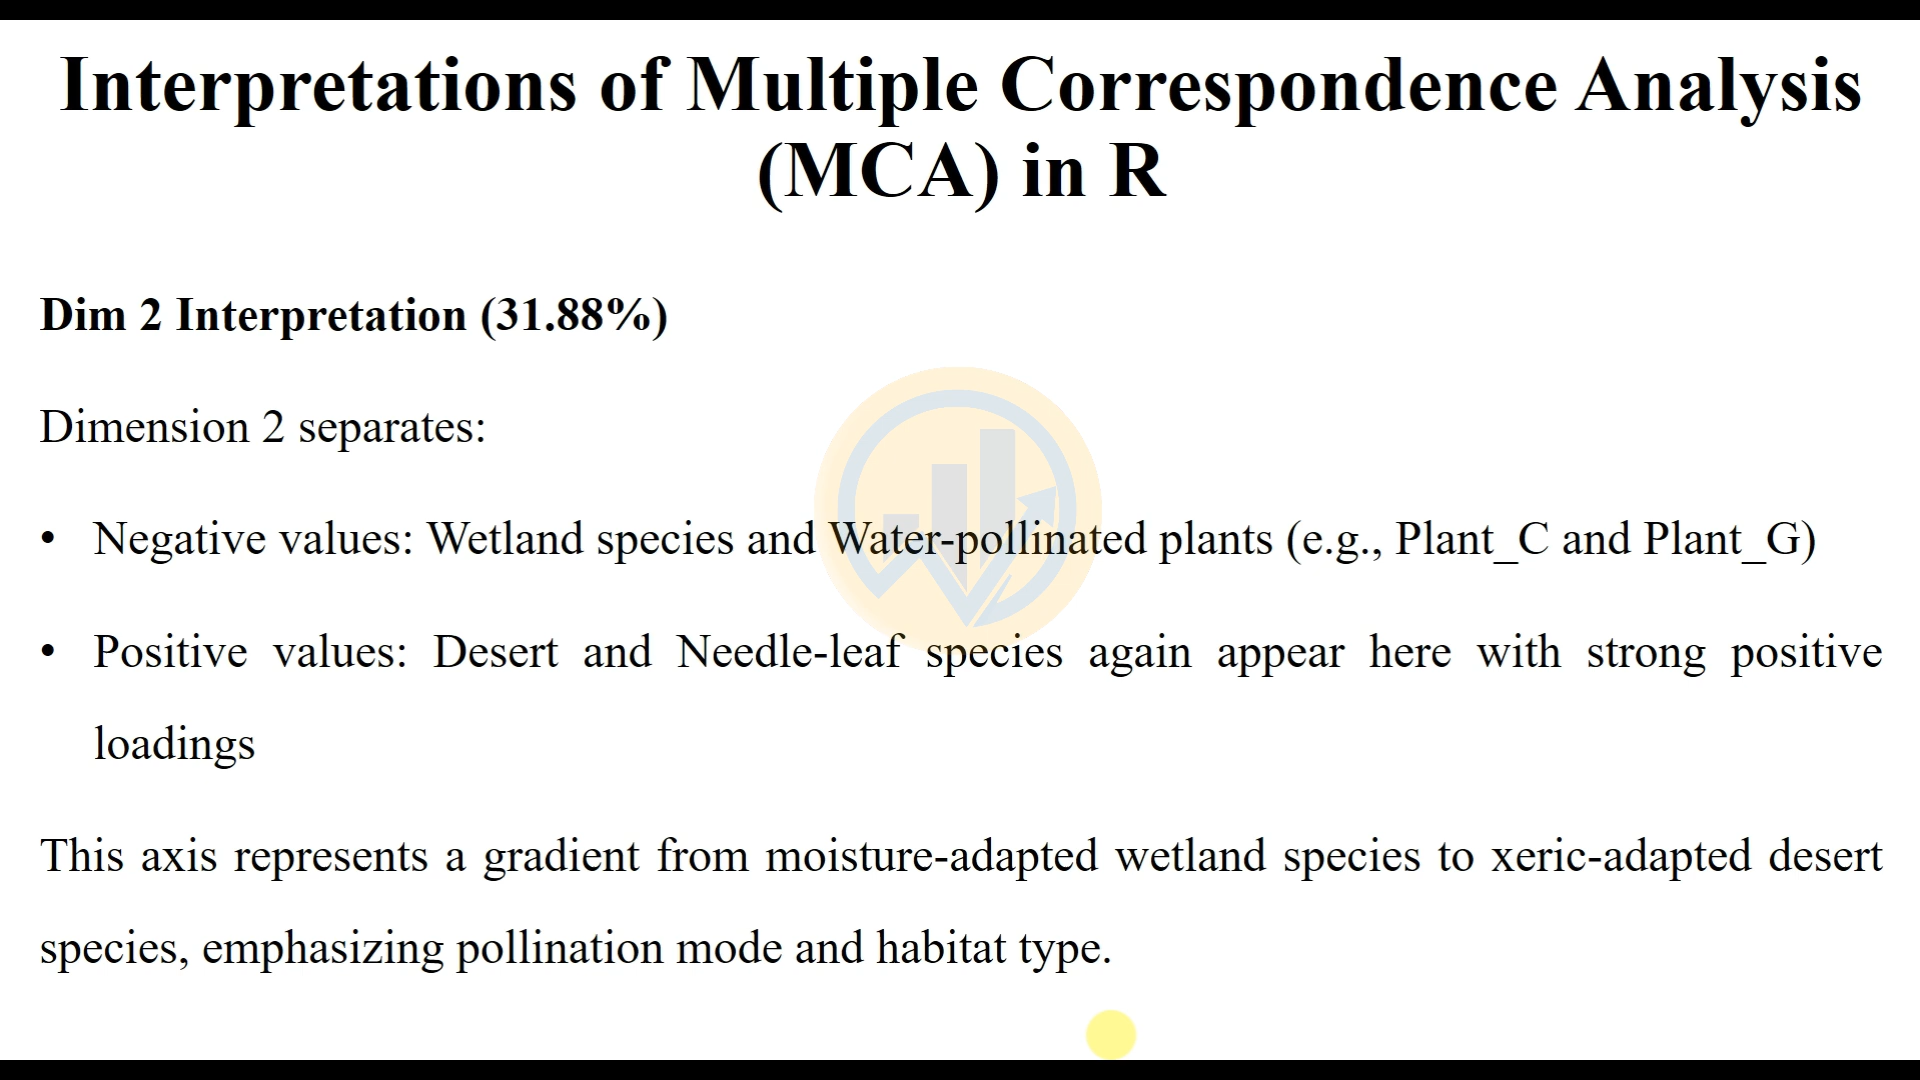 Interpretations of Multiple Correspondence Analysis
(MCA) in R
Dim 2 Interpretation (31.88%)
Dimension 2 separates:
• Negative values: Wetland species and Water-pollinated plants (e.g., Plant_C and Plant_G)
• Positive values: Desert and Needle-leaf species again appear here with strong positive
loadings
This axis represents a gradient from moisture-adapted wetland species to xeric-adapted desert
species, emphasizing pollination mode and habitat type.